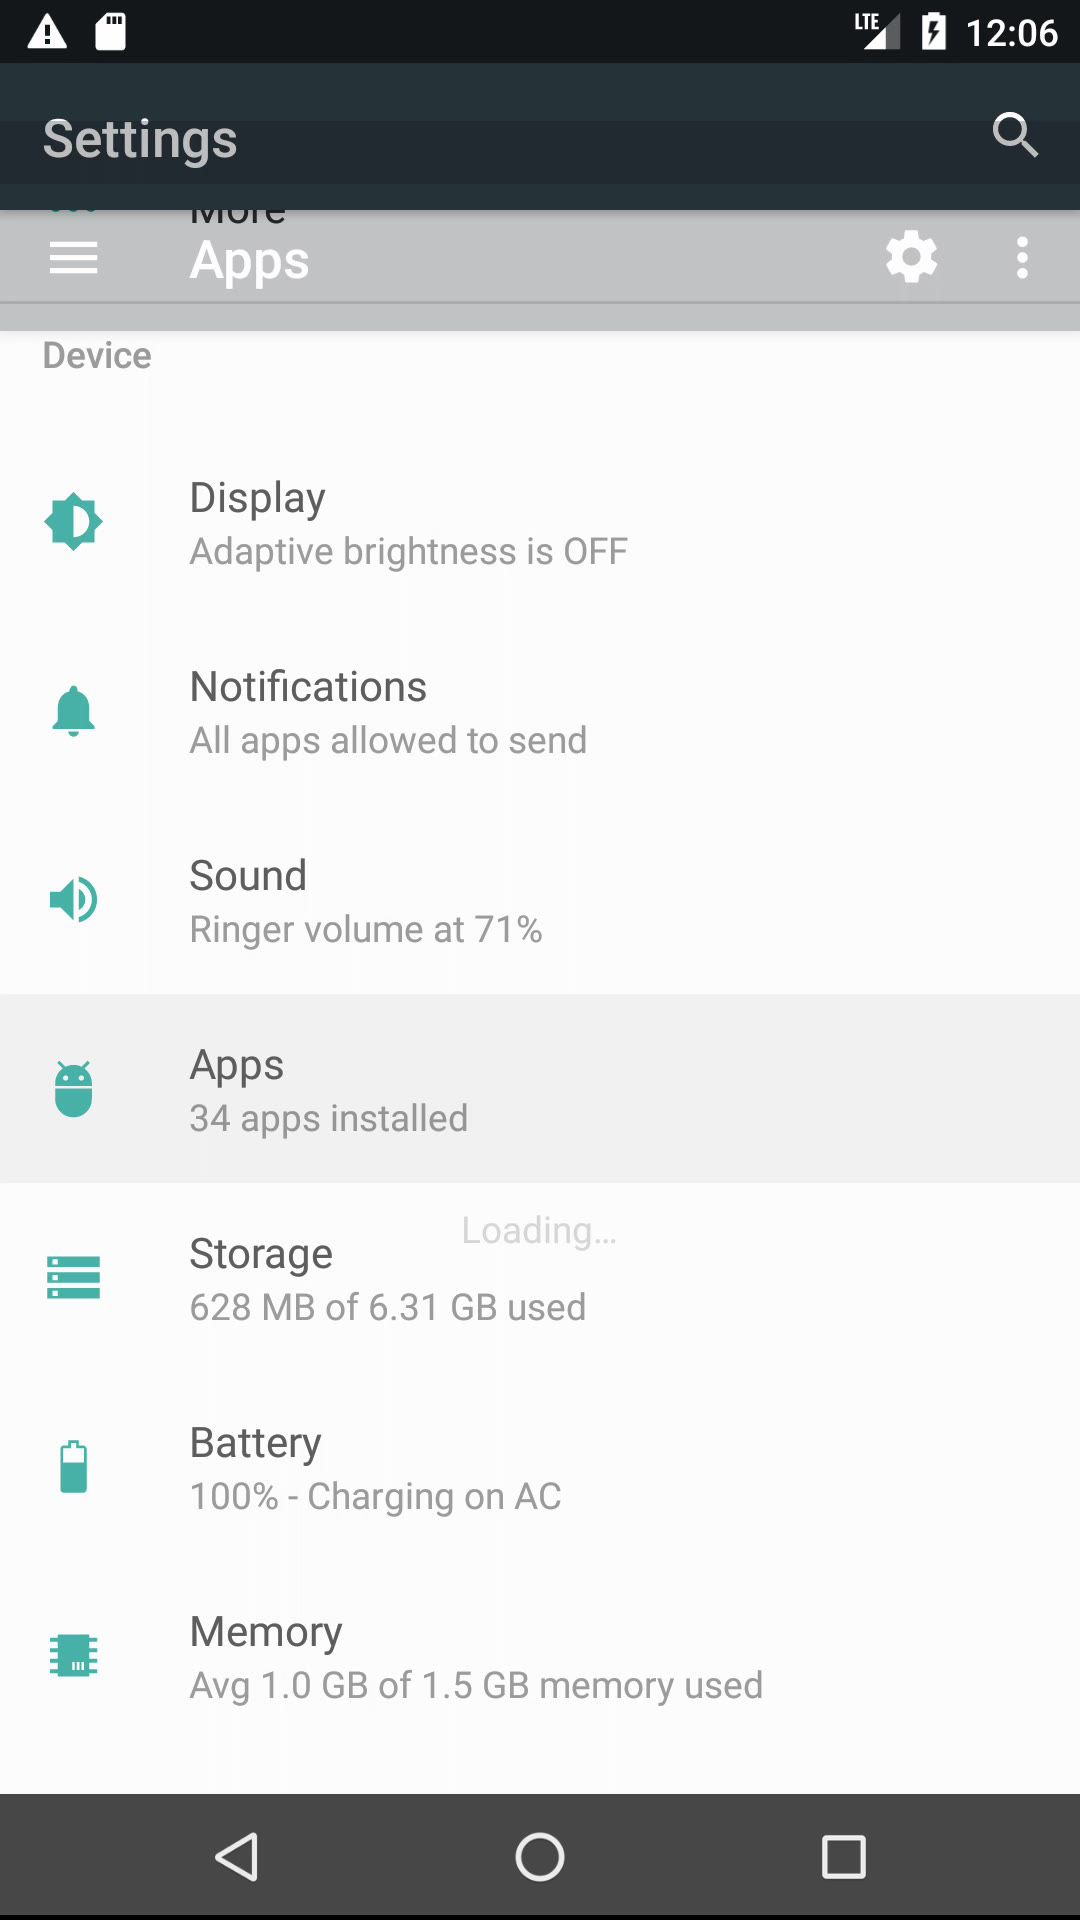 LTE 12:06
Settings
More
Apps
Device
Display
Adaptive brightness is OFF
Notifications
All apps allowed to send
Sound
Ringer volume at 71%
Apps
34 apps installed
Loading…
Storage
628 MB of 6.31 GB used
Battery
100% - Charging on AC
Memory
Avg 1.0 GB of 1.5 GB memory used